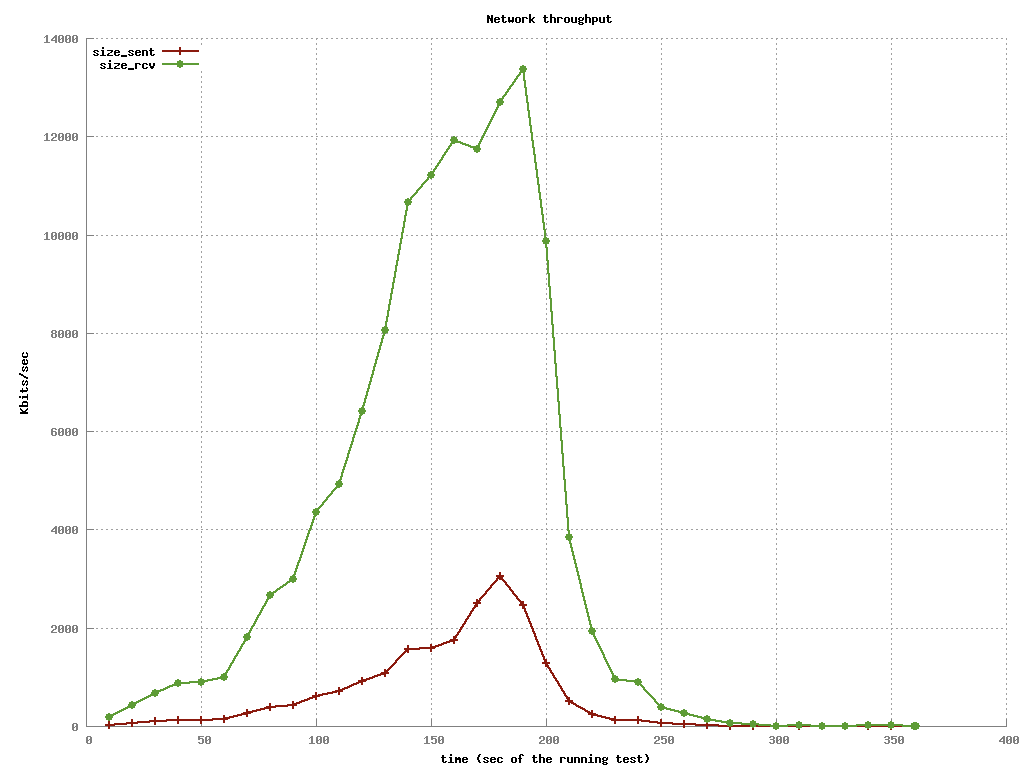 Network throughput
size_sent
size_rcv
14000
12000
10000
8000
6000
4000
2000
0
Kbits/sec
0 50 100 150 200 250 300 350 400
time (sec of the running test)